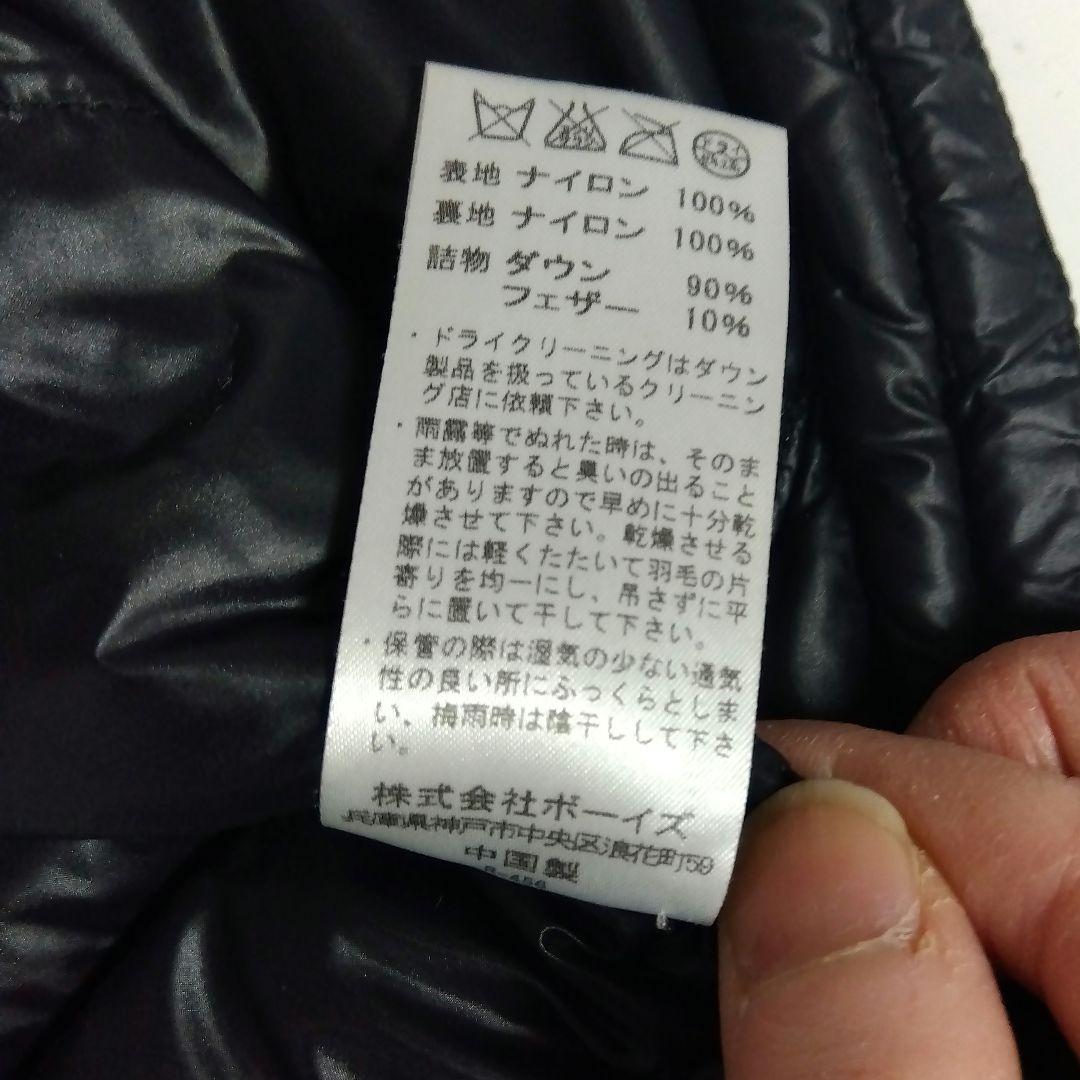 ドライ
表地 ナイロン 100%
裏地 ナイロン 100%
詰物 ダウン 90%
フェザー 10%
・ドライクリーニングはダウン
製品を扱っているクリーニン
グ店に依頼下さい。
・雨露等でぬれた時は、そのま
ま放置すると臭いの出ること
がありますので早めに十分乾
燥させて下さい。乾燥させる
際には軽くたたいて羽毛の片
寄りを均一にし、吊さずに平
らに置いて干して下さい。
・保管の際は湿気の少ない通気
性の良い所にふっくらとしま
い、梅雨時は陰干しして下さ
い。
株式会社ボーイズ
兵庫県神戸市中央区浪花町59
中国製